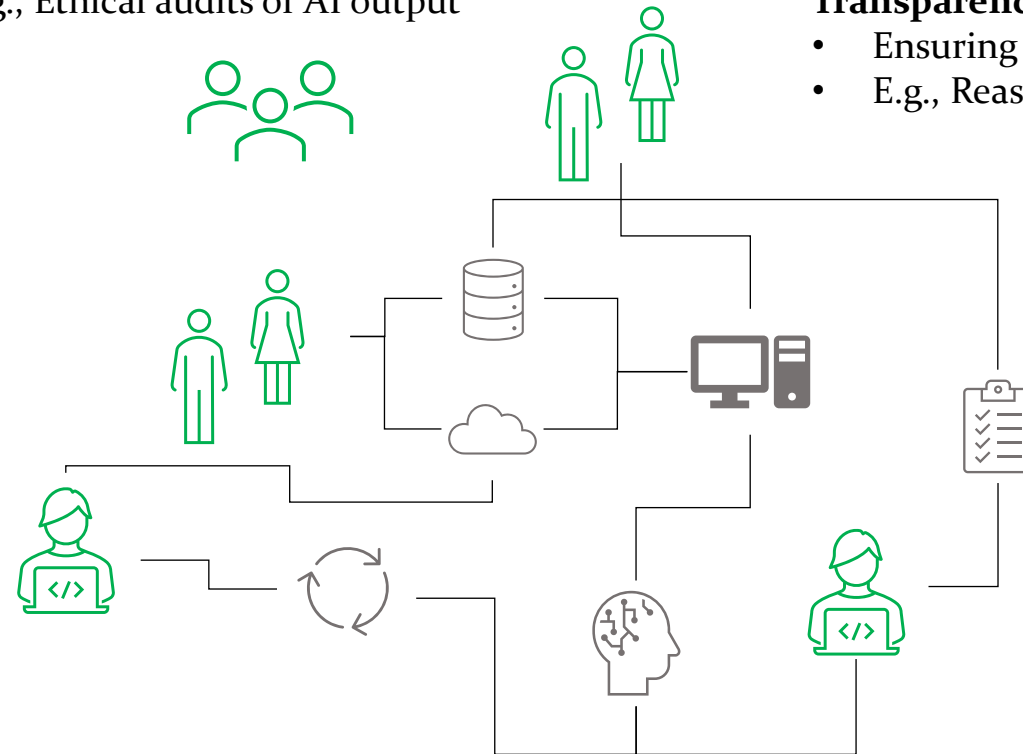 ., Ethical audits of AI output
Transparenc
• Ensuring
• E.g., Reas
</>
</>